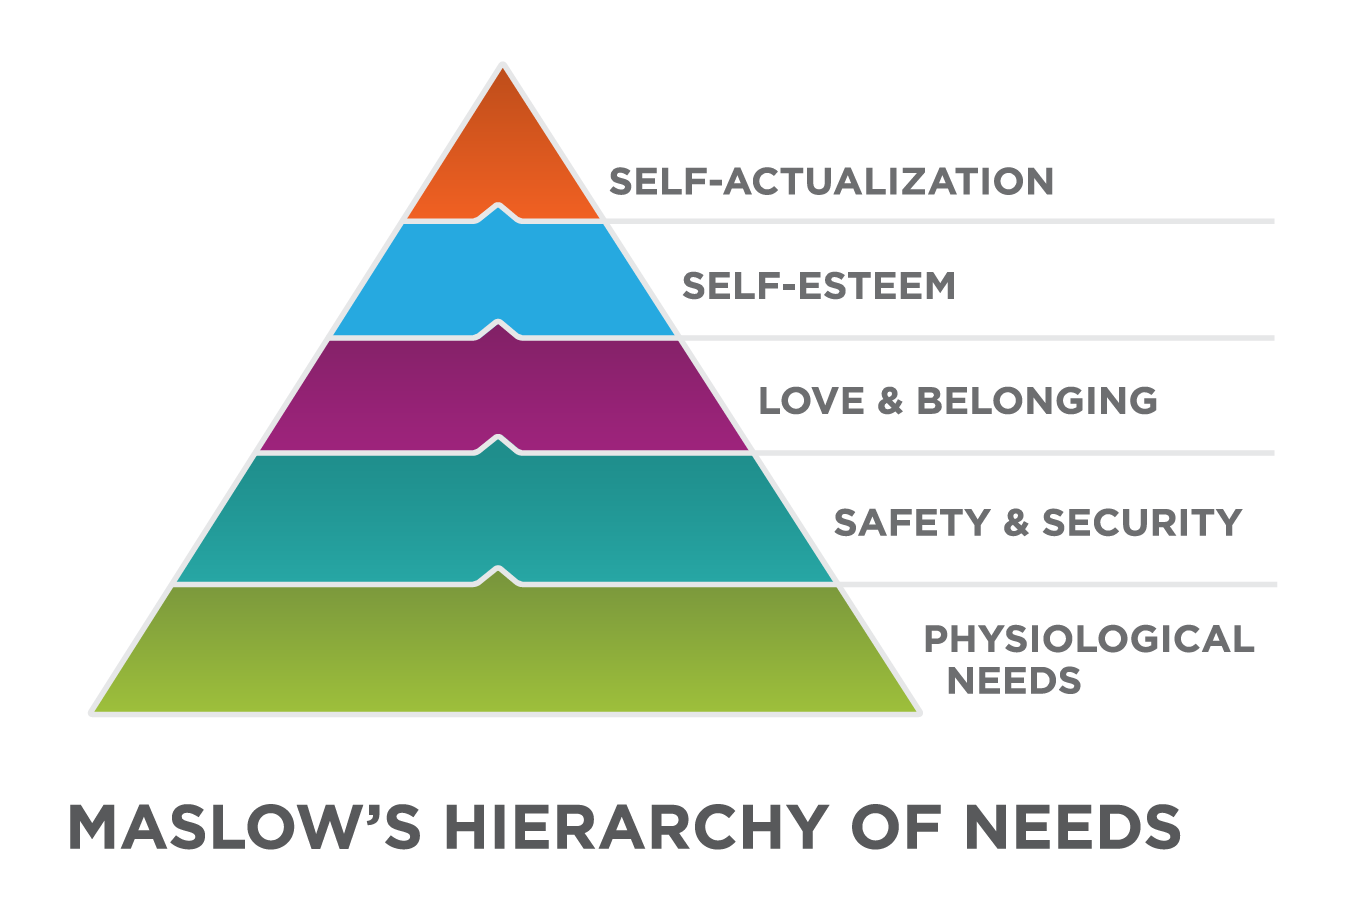 SELF-ACTUALIZATION
SELF-ESTEEM
LOVE & BELONGING
SAFETY & SECURITY
PHYSIOLOGICAL
NEEDS
MASLOW’S HIERARCHY OF NEEDS